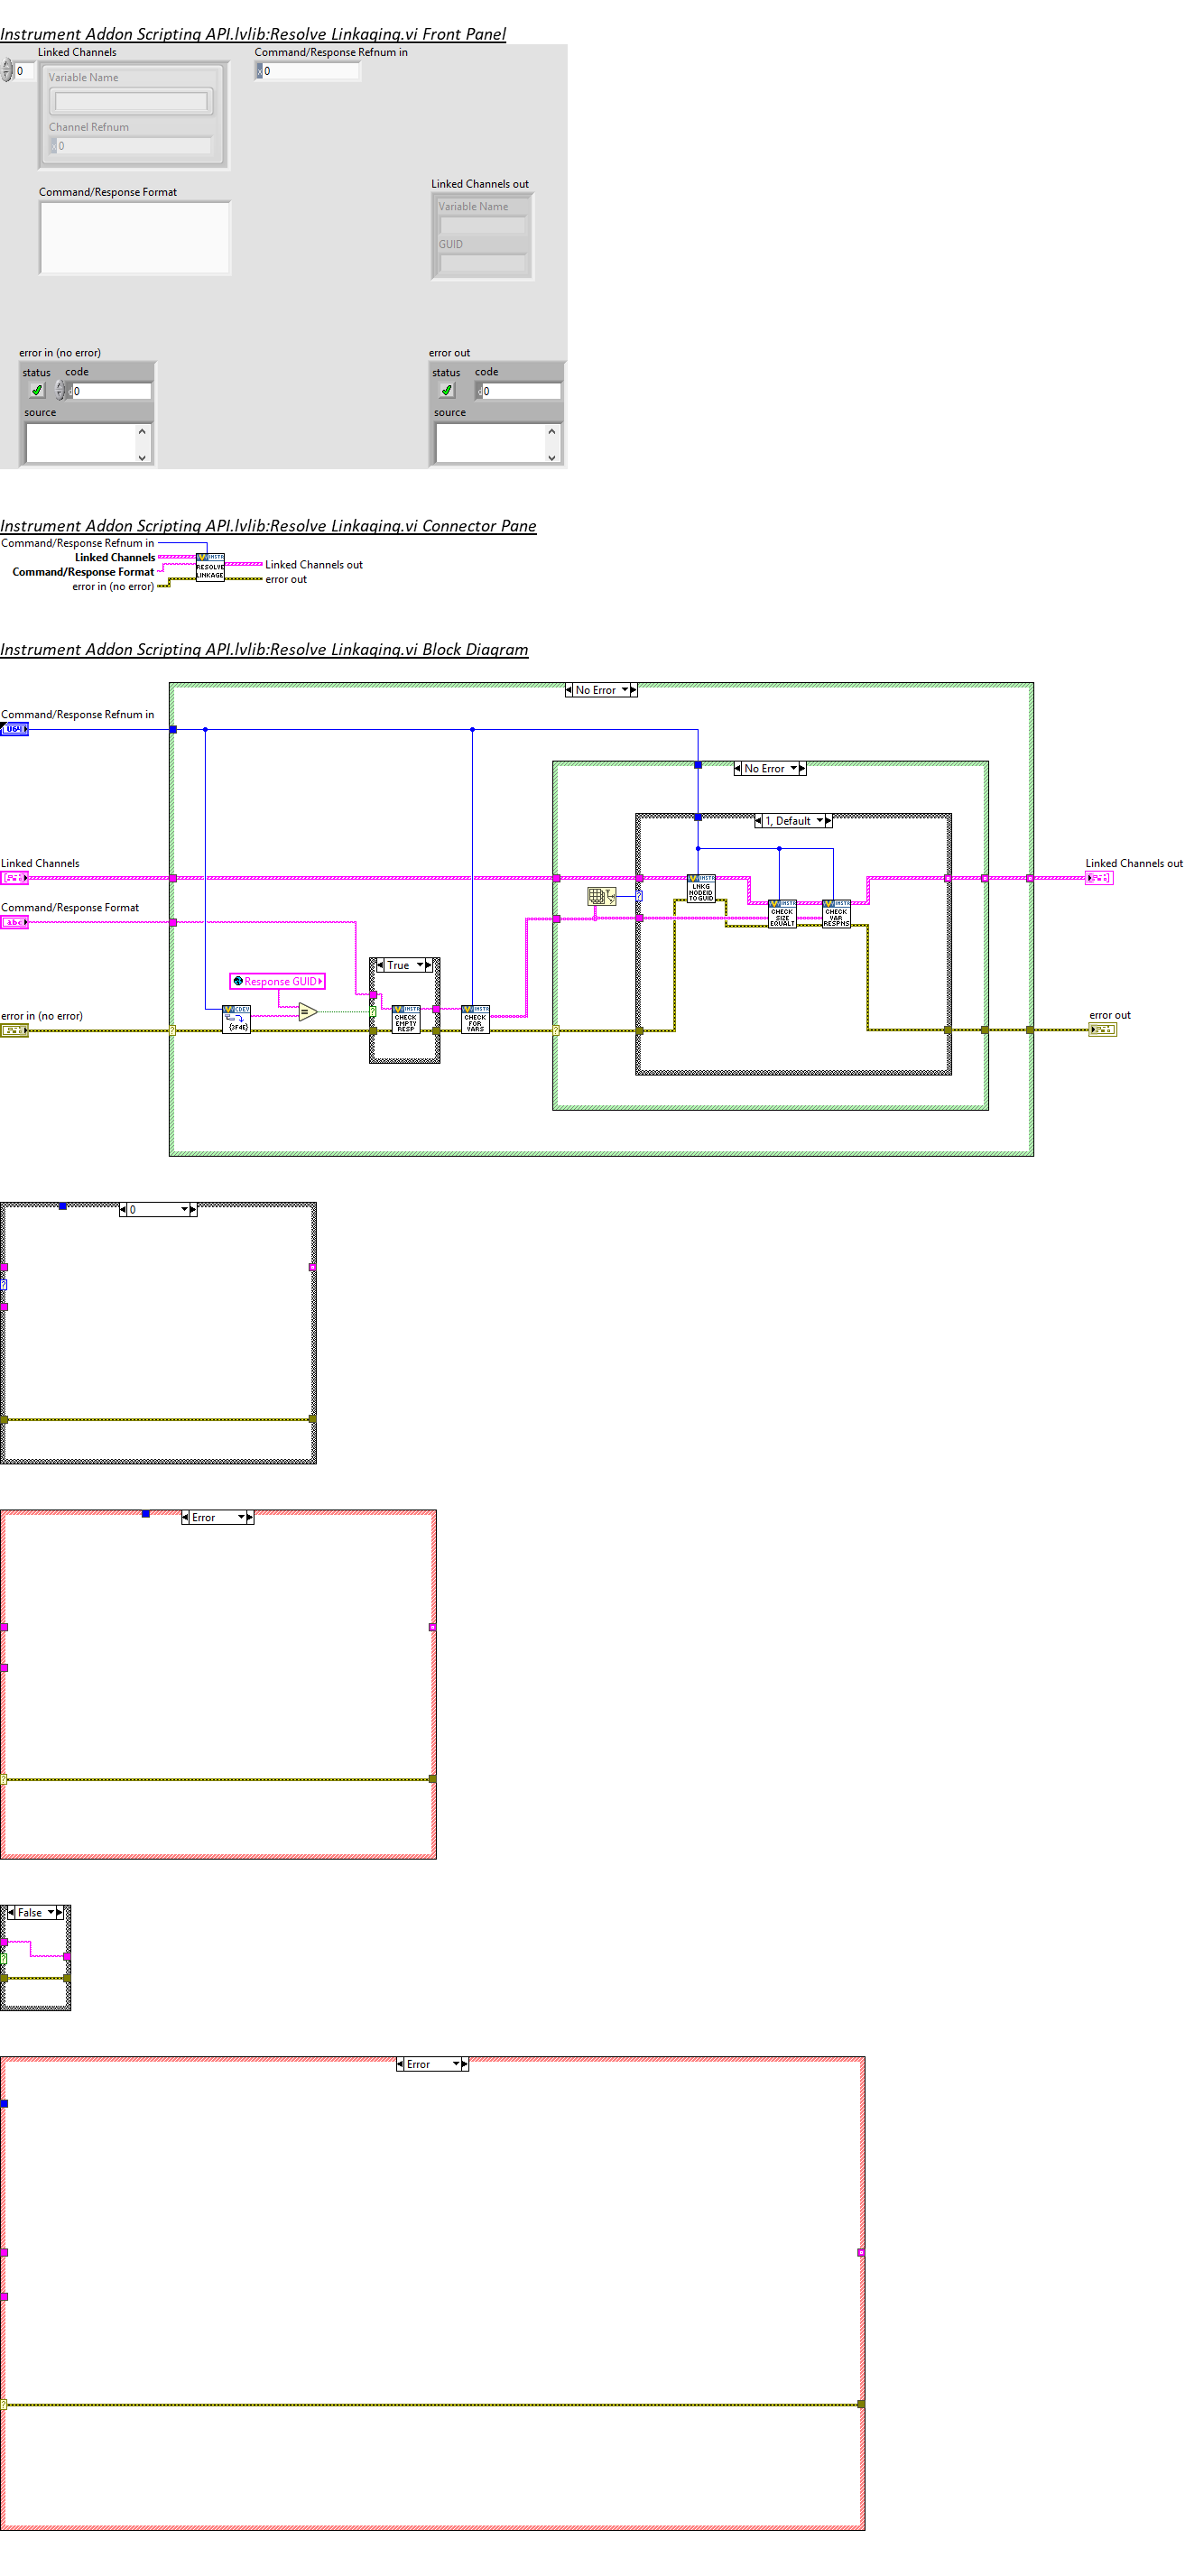 Instrument Addon Scripting API.lvlib:Resolve Linkaging.vi Front Panel
Linked Channels
Command/Response Refnum in
0
Variable Name
x 0
Channel Refnum
x 0
Command/Response Format
Linked Channels out
Variable Name
GUID
error in (no error)
status code
0
source
error out
status code
0
source
Instrument Addon Scripting API.lvlib:Resolve Linkaging.vi Connector Pane
Command/Response Refnum in
Linked Channels
Command/Response Format
error in (no error)
INSTR
RESOLVE
LINKAGE
Linked Channels out
error out
Instrument Addon Scripting API.lvlib:Resolve Linkaging.vi Block Diagram
No Error
Command/Response Refnum in
U64
No Error
1, Default
Linked Channels
Linked Channels out
INSTR
LNKG
NODEID
TO GUID
Command/Response Format
abc
INSTR
CHECK
SIZE
EQUALT
INSTR
CHECK
VAR
RESPNS
True
Response GUID
error in (no error)
CDEV
{3F4E}
=
INSTR
CHECK
EMPTY
RESP
INSTR
CHECK
FOR
VARS
error out
0
Error
False
Error